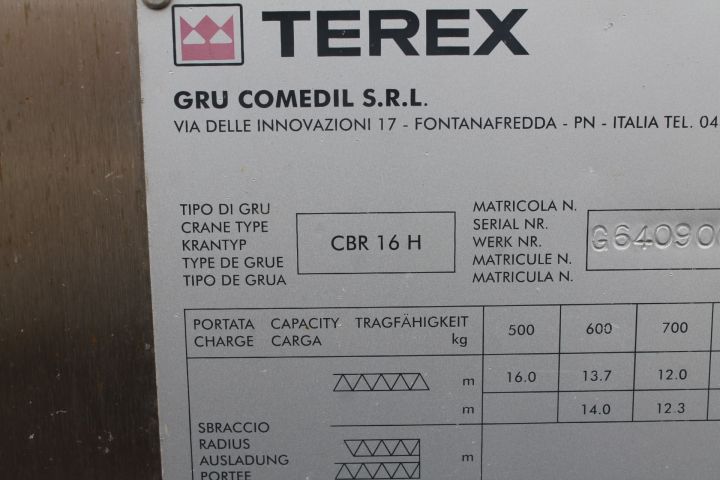 TEREX
GRU COMEDIL S.R.L.
VIA DELLE INNOVAZIONI 17 - FONTANAFREDDA - PN - ITALIA TEL. 04
TIPO DI GRU
CRANE TYPE
KRANTYP
TYPE DE GRUE
TIPO DE GRUA
CBR 16 H
MATRICOLA N.
SERIAL NR.
WERK NR.
MATRICULE N.
MATRICULA N.
G64090
PORTATA CAPACITY TRAGFÄHIGKEIT
CHARGE CARGA kg
500 600 700
m 16.0 13.7 12.0
m 14.0 12.3
SBRACCIO
RADIUS
AUSLADUNG m
PORTEE